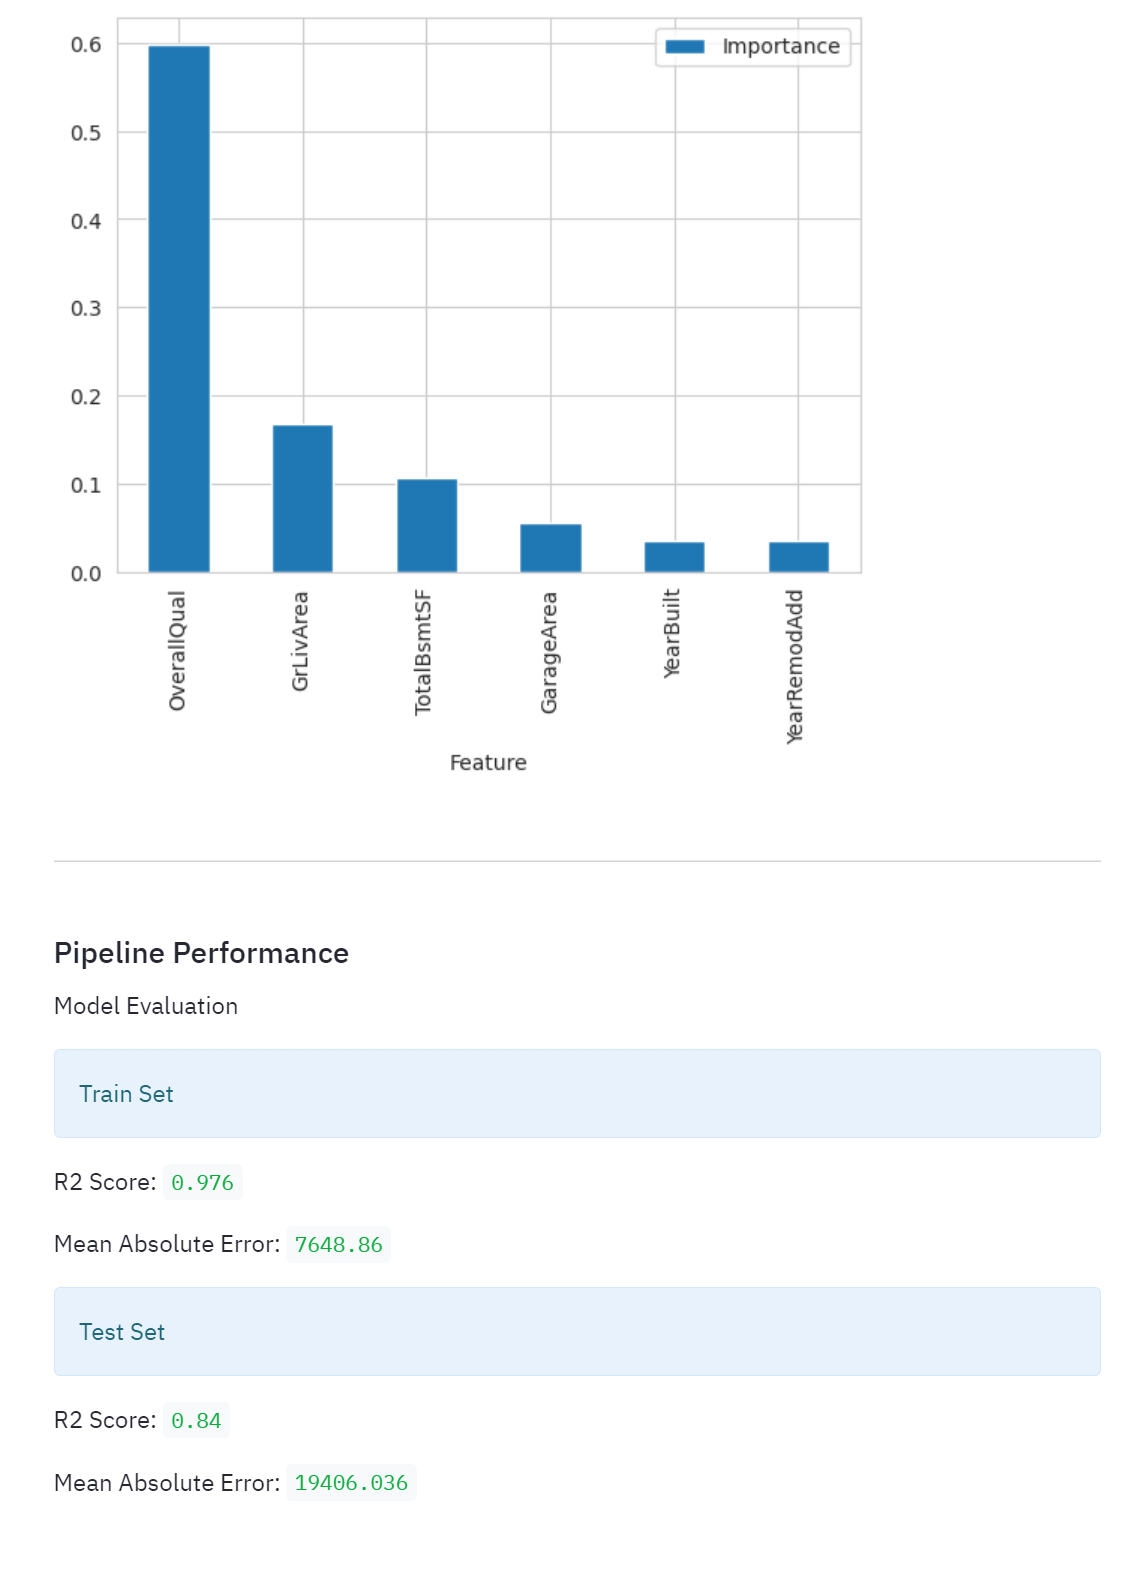 0.6
0.5
0.4
0.3
0.2
0.1
0.0
Importance
OverallQual
GrLivArea
TotalBsmtSF
GarageArea
YearBuilt
YearRemodAdd
Feature
Pipeline Performance
Model Evaluation
Train Set
R2 Score: 0.976
Mean Absolute Error: 7648.86
Test Set
R2 Score: 0.84
Mean Absolute Error: 19406.036